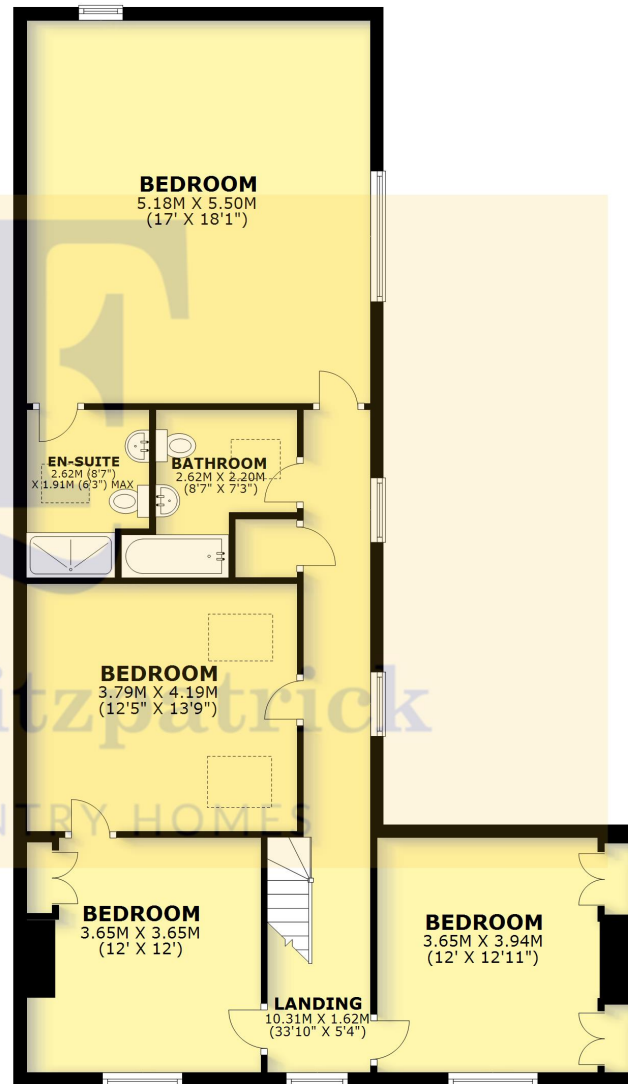 BEDROOM
5.18M X 5.50M
(17' X 18'1")
EN-SUITE
2.62M (8'7")
X 1.91M (6'3") MAX
BATHROOM
2.62M X 2.20M
(8'7" X 7'3")
BEDROOM
3.79M X 4.19M
(12'5" X 13'9")
itzpatrick
NTRY HOMES
BEDROOM
3.65M X 3.65M
(12' X 12')
BEDROOM
3.65M X 3.94M
(12' X 12'11")
LANDING
10.31M X 1.62M
(33'10" X 5'4")